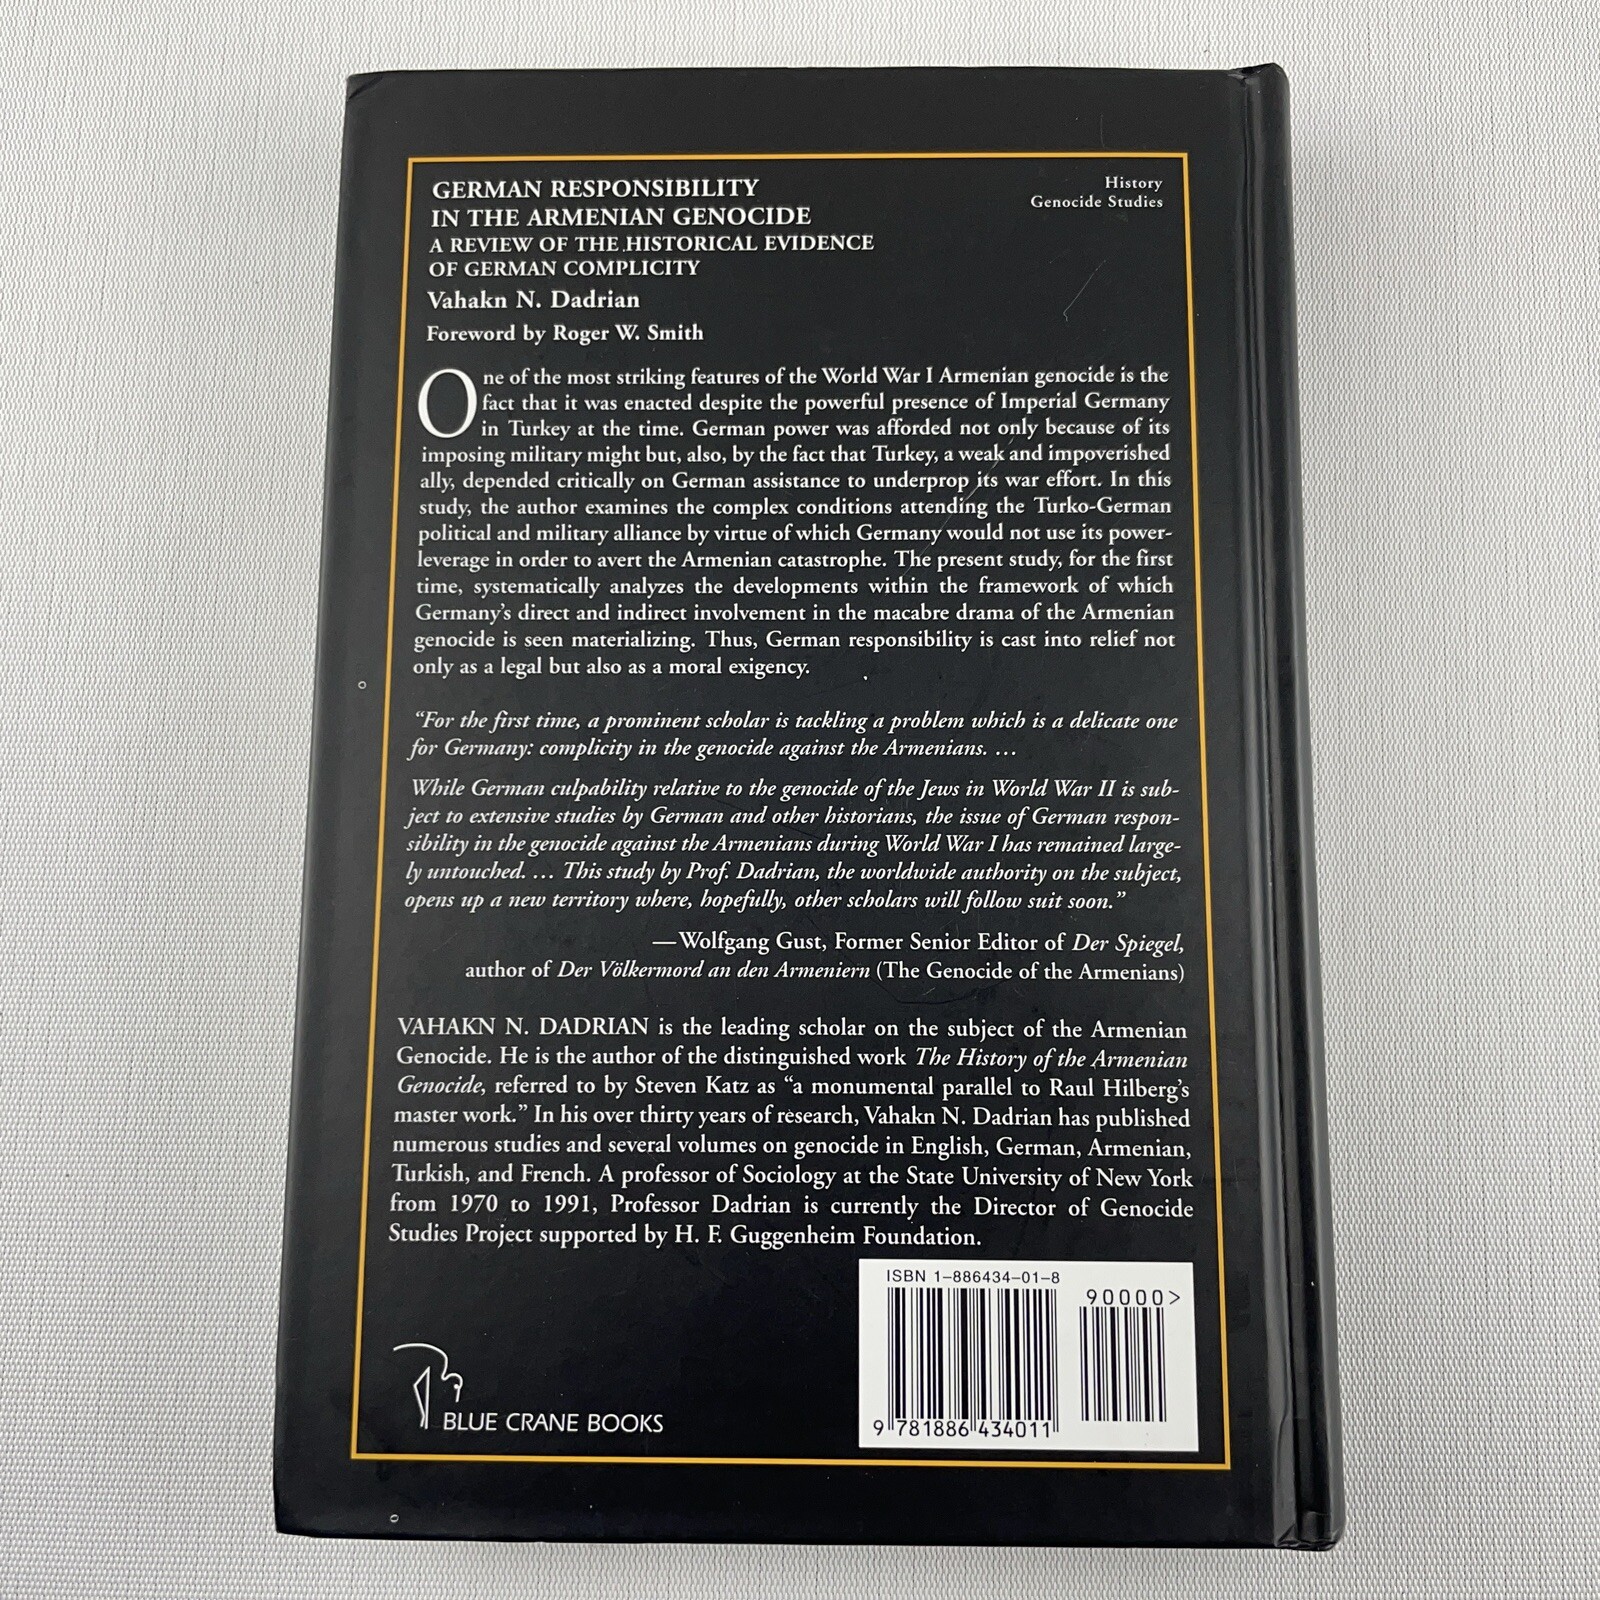 GERMAN RESPONSIBILITY
IN THE ARMENIAN GENOCIDE
A REVIEW OF THE HISTORICAL EVIDENCE
OF GERMAN COMPLICITY
Vahakn N. Dadrian
Foreword by Roger W. Smith
History
Genocide Studies
One of the most striking features of the World War I Armenian genocide is the
fact that it was enacted despite the powerful presence of Imperial Germany
in Turkey at the time. German power was afforded not only because of its
imposing military might but, also, by the fact that Turkey, a weak and impoverished
ally, depended critically on German assistance to underprop its war effort. In this
study, the author examines the complex conditions attending the Turko-German
political and military alliance by virtue of which Germany would not use its power-
leverage in order to avert the Armenian catastrophe. The present study, for the first
time, systematically analyzes the developments within the framework of which
Germany's direct and indirect involvement in the macabre drama of the Armenian
genocide is seen materializing. Thus, German responsibility is cast into relief not
only as a legal but also as a moral exigency.
“For the first time, a prominent scholar is tackling a problem which is a delicate one
for Germany: complicity in the genocide against the Armenians. …
While German culpability relative to the genocide of the Jews in World War II is sub-
ject to extensive studies by German and other historians, the issue of German respon-
sibility in the genocide against the Armenians during World War I has remained large-
ly untouched. … This study by Prof. Dadrian, the worldwide authority on the subject,
opens up a new territory where, hopefully, other scholars will follow suit soon.”
—Wolfgang Gust, Former Senior Editor of Der Spiegel,
author of Der Völkermord an den Armeniern (The Genocide of the Armenians)
VAHAKN N. DADRIAN is the leading scholar on the subject of the Armenian
Genocide. He is the author of the distinguished work The History of the Armenian
Genocide, referred to by Steven Katz as “a monumental parallel to Raul Hilberg's
master work.” In his over thirty years of research, Vahakn N. Dadrian has published
numerous studies and several volumes on genocide in English, German, Armenian,
Turkish, and French. A professor of Sociology at the State University of New York
from 1970 to 1991, Professor Dadrian is currently the Director of Genocide
Studies Project supported by H. F. Guggenheim Foundation.
ISBN 1-886434-01-8
90000>
9 781886 434011
BLUE CRANE BOOKS